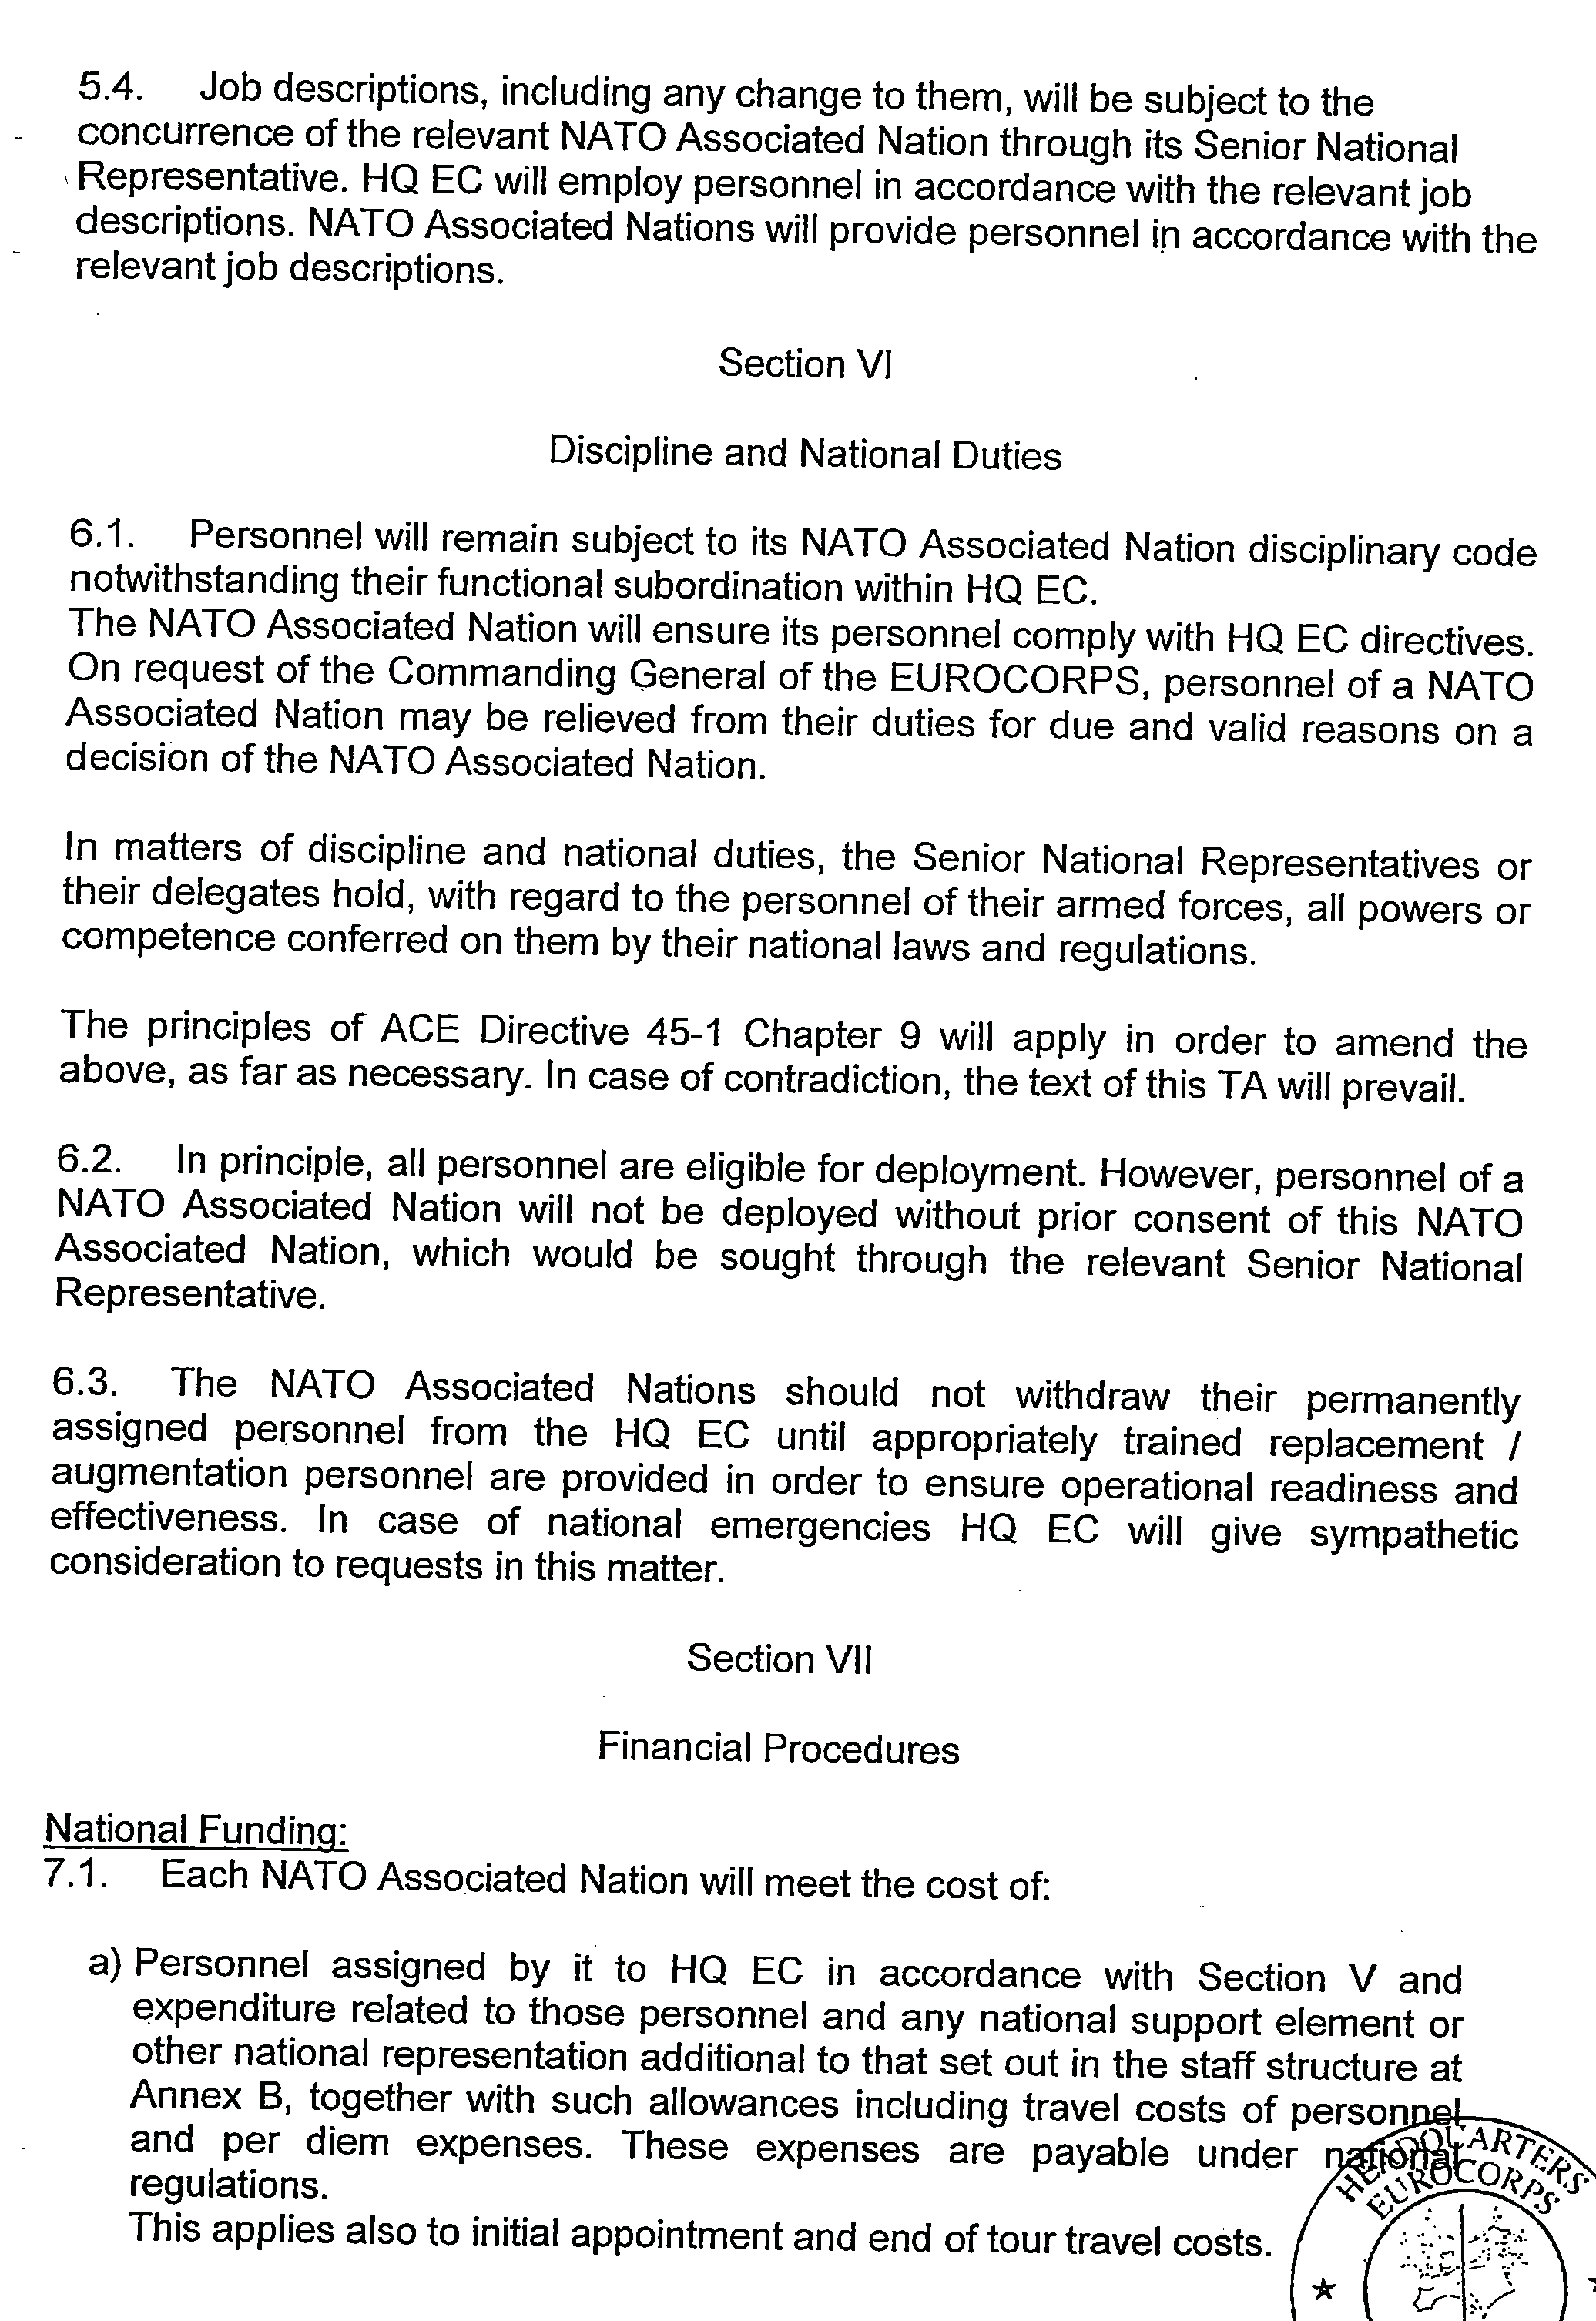 5.4. Job descriptions, including any change to them, will be subject to the
concurrence of the relevant NATO Associated Nation through its Senior National
Representative. HQ EC will employ personnel in accordance with the relevant job
descriptions. NATO Associated Nations will provide personnel in accordance with the
relevant job descriptions.
Section VI
Discipline and National Duties
6.1. Personnel will remain subject to its NATO Associated Nation disciplinary code
notwithstanding their functional subordination within HQ EC.
The NATO Associated Nation will ensure its personnel comply with HQ EC directives.
On request of the Commanding General of the EUROCORPS, personnel of a NATO
Associated Nation may be relieved from their duties for due and valid reasons on a
decision of the NATO Associated Nation.
In matters of discipline and national duties, the Senior National Representatives or
their delegates hold, with regard to the personnel of their armed forces, all powers or
competence conferred on them by their national laws and regulations.
The principles of ACE Directive 45-1 Chapter 9 will apply in order to amend the
above, as far as necessary. In case of contradiction, the text of this TA will prevail.
6.2. In principle, all personnel are eligible for deployment. However, personnel of a
NATO Associated Nation will not be deployed without prior consent of this NATO
Associated Nation, which would be sought through the relevant Senior National
Representative.
6.3. The NATO Associated Nations should not withdraw their permanently
assigned personnel from the HQ EC until appropriately trained replacement /
augmentation personnel are provided in order to ensure operational readiness and
effectiveness. In case of national emergencies HQ EC will give sympathetic
consideration to requests in this matter.
Section VII
Financial Procedures
National Funding:
7.1. Each NATO Associated Nation will meet the cost of:
a) Personnel assigned by it to HQ EC in accordance with Section V and
expenditure related to those personnel and any national support element or
other national representation additional to that set out in the staff structure at
Annex B, together with such allowances including travel costs of personnel
and per diem expenses. These expenses are payable under national
regulations.
This applies also to initial appointment and end of tour travel costs.
HEADQUARTERS
EUROCORPS